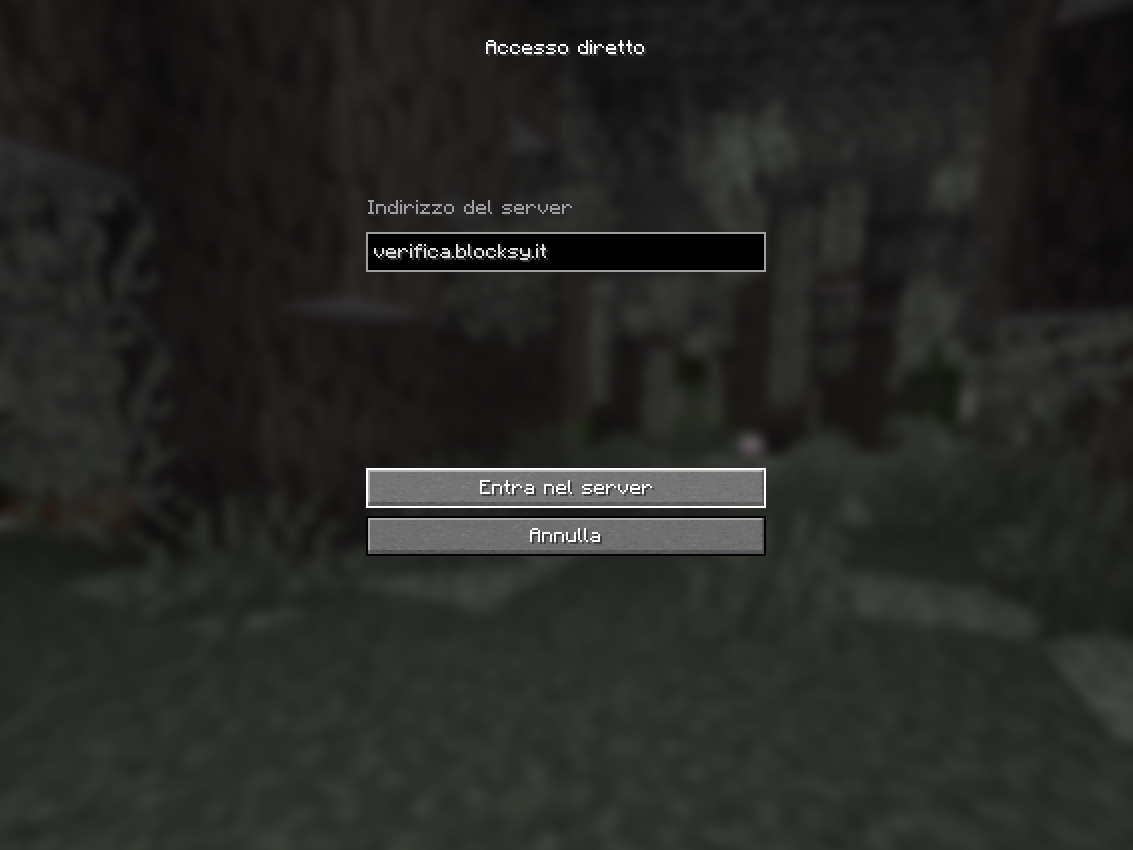 Accesso diretto
Indirizzo del server
verifica.blocksy.it
Entra nel server
Annulla